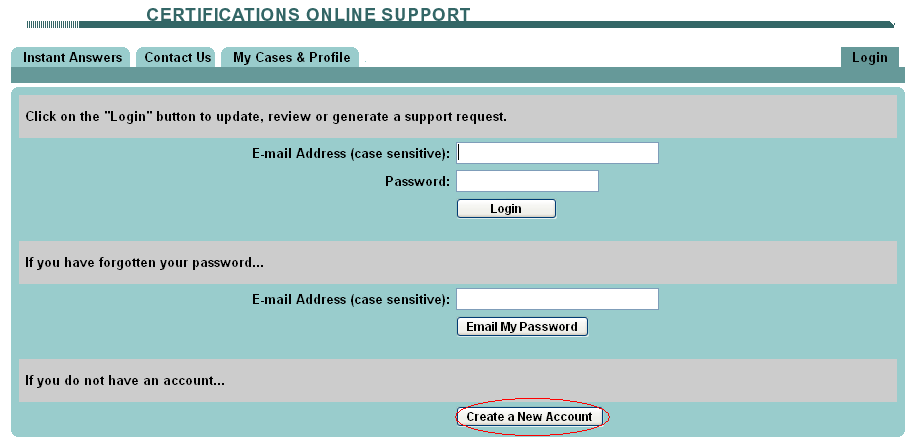 CERTIFICATIONS ONLINE SUPPORT
Instant Answers Contact Us My Cases & Profile Login
Click on the "Login" button to update, review or generate a support request.
E-mail Address (case sensitive):
Password:
Login
If you have forgotten your password...
E-mail Address (case sensitive):
Email My Password
If you do not have an account...
Create a New Account